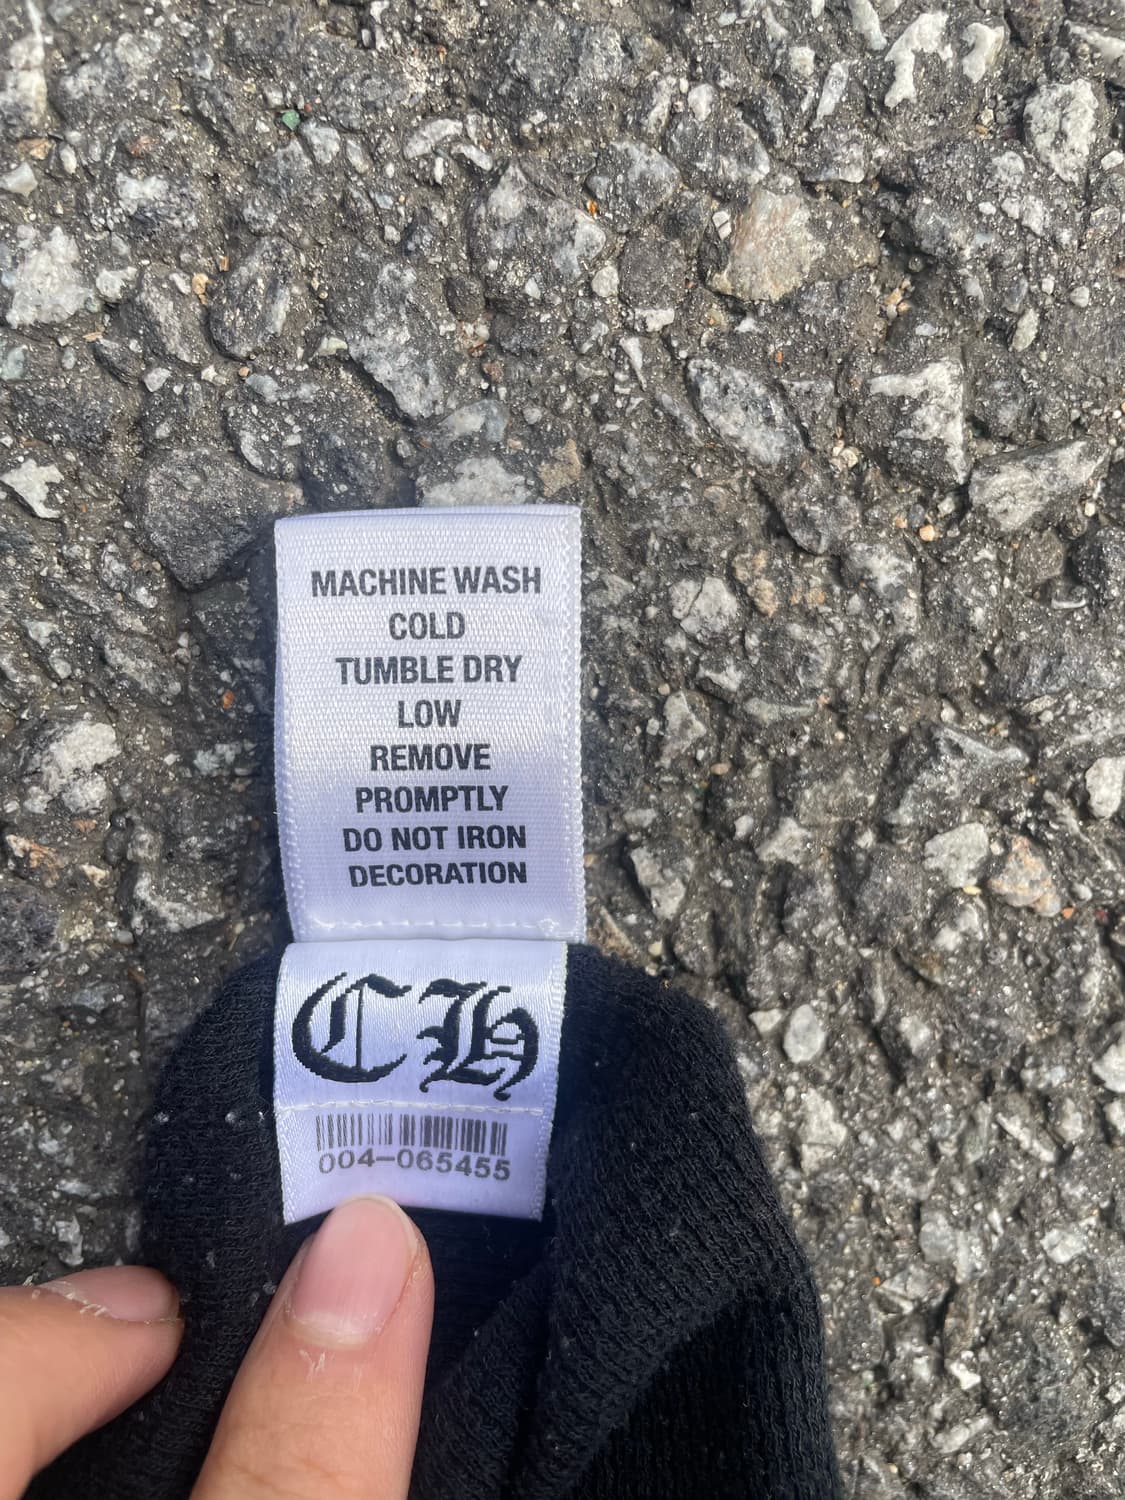 MACHINE WASH
COLD
TUMBLE DRY
LOW
REMOVE
PROMPTLY
DO NOT IRON
DECORATION
CH
004-065455